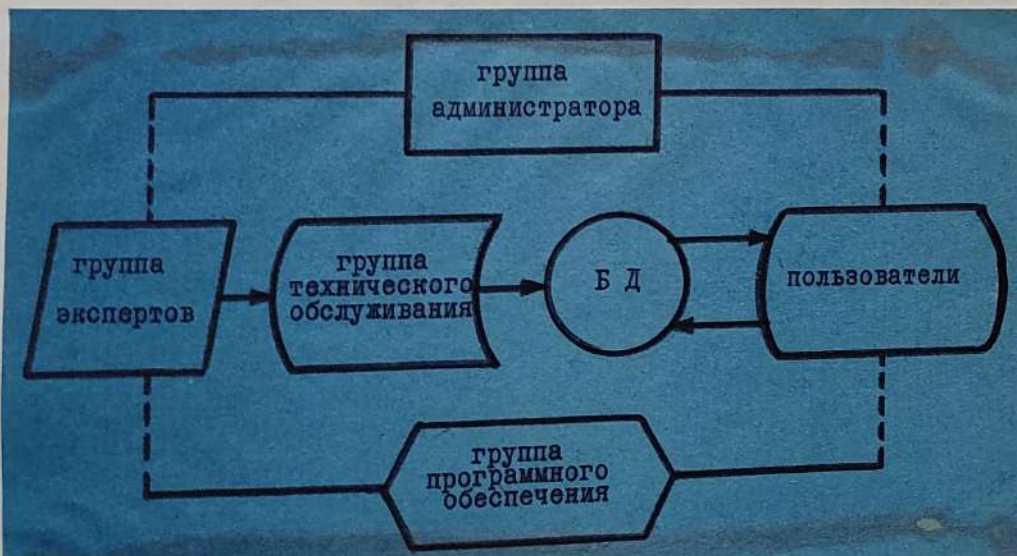 группа
администратора
группа
экспертов
группа
технического
обслуживания
Б Д
пользователи
группа
программного
обеспечения